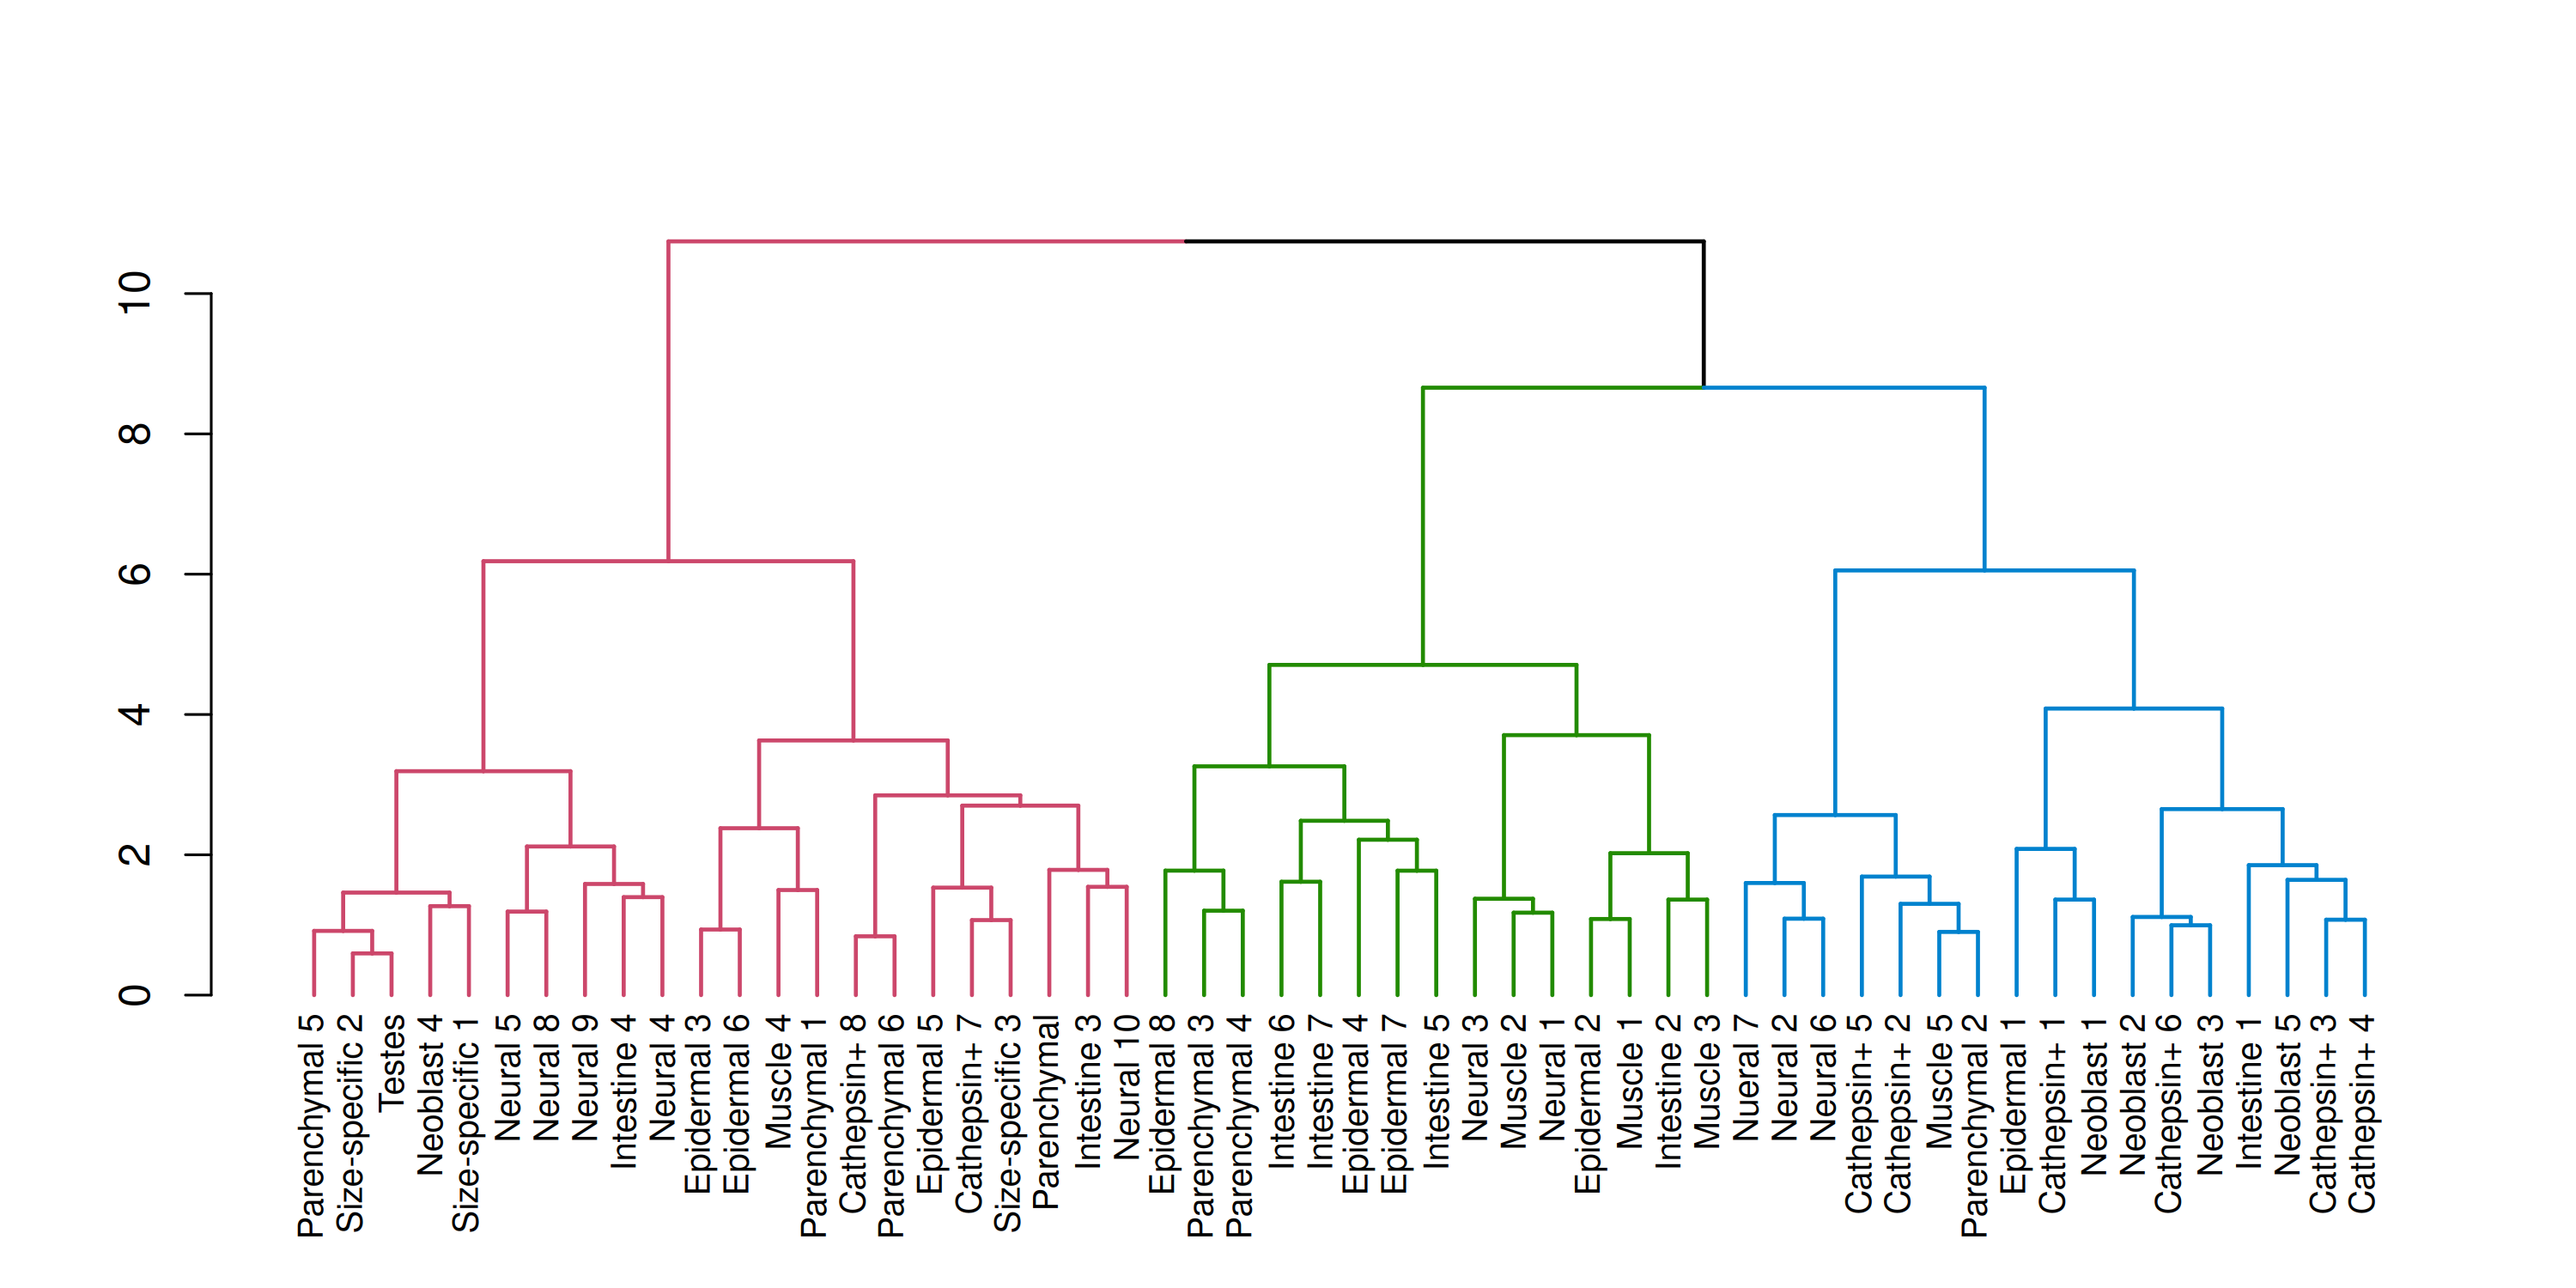 10
8
6
4
2
0
Parenchymal 5
Size-specific 2
Testes
Neoblast 4
Size-specific 1
Neural 5
Neural 8
Neural 9
Intestine 4
Neural 4
Epidermal 3
Epidermal 6
Muscle 4
Parenchymal 1
Cathepsin+ 8
Parenchymal 6
Epidermal 5
Cathepsin+ 7
Size-specific 3
Parenchymal
Intestine 3
Neural 10
Epidermal 8
Parenchymal 3
Parenchymal 4
Intestine 6
Intestine 7
Epidermal 4
Epidermal 7
Intestine 5
Neural 3
Muscle 2
Neural 1
Epidermal 2
Muscle 1
Intestine 2
Muscle 3
Nueral 7
Neural 2
Neural 6
Cathepsin+ 5
Cathepsin+ 2
Muscle 5
Parenchymal 2
Epidermal 1
Cathepsin+ 1
Neoblast 1
Neoblast 2
Cathepsin+ 6
Neoblast 3
Intestine 1
Neoblast 5
Cathepsin+ 3
Cathepsin+ 4